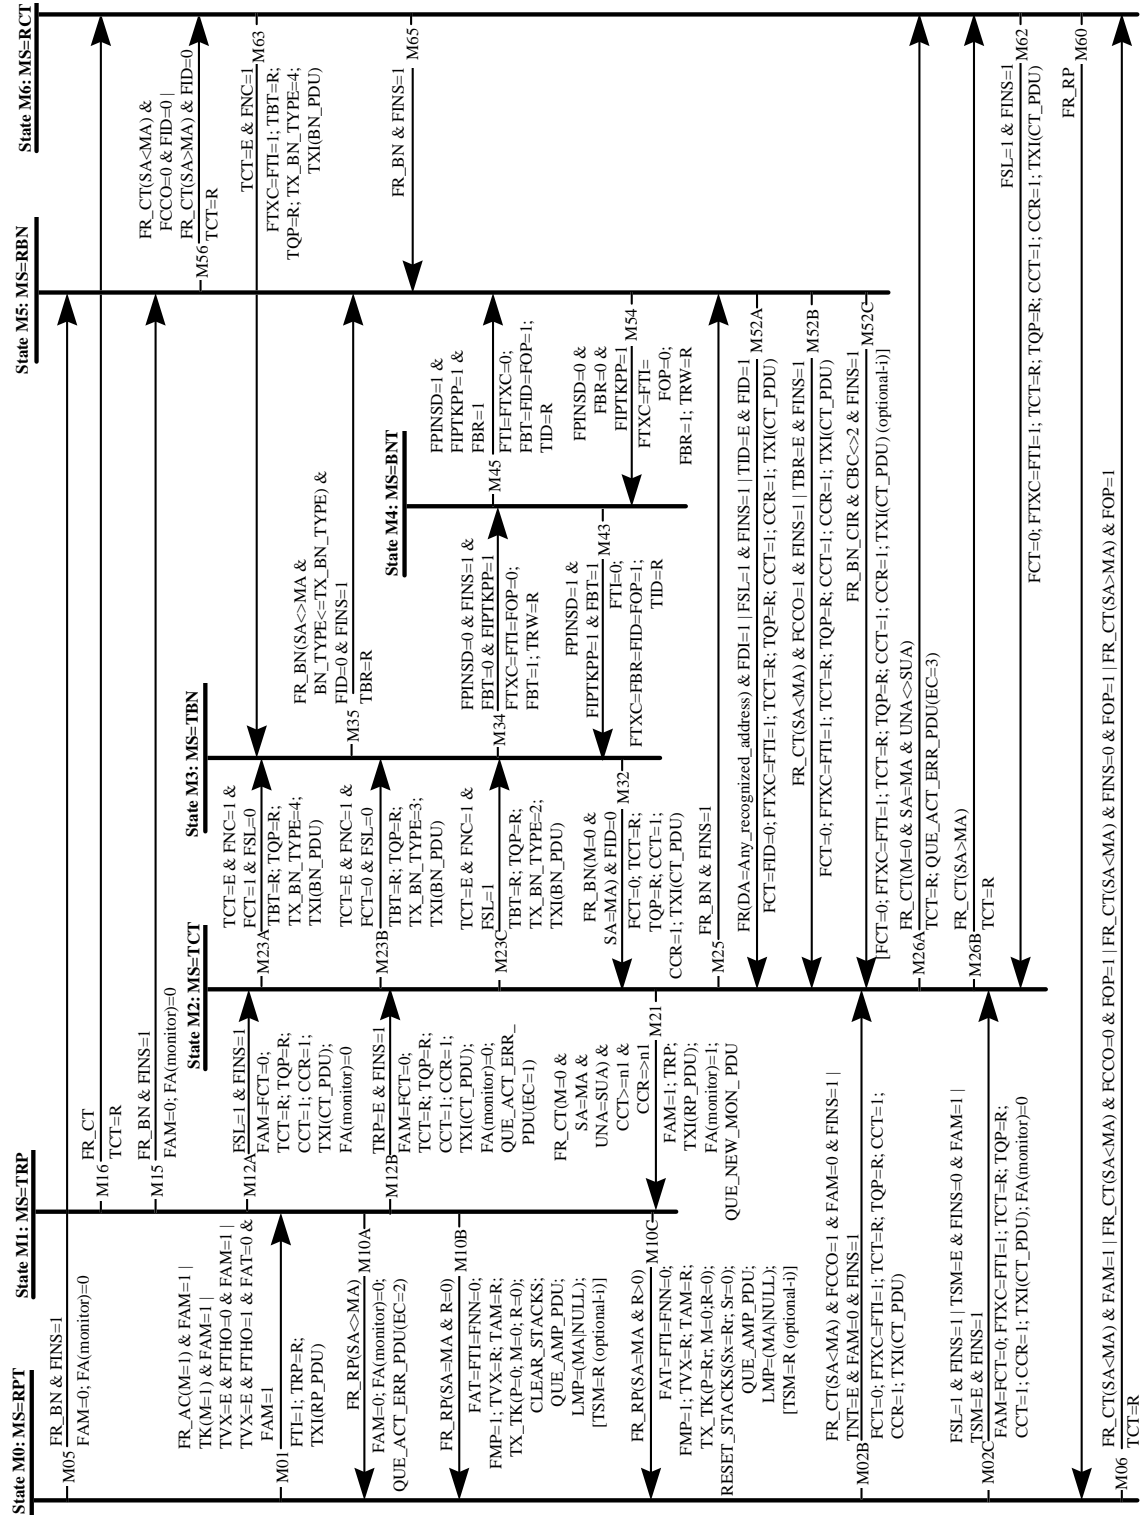 State M0: MS=RPT
State M1: MS=TRP
State M2: MS=TCT
State M3: MS=TBN
State M4: MS=BNT
State M5: MS=RBN
State M6: MS=RCT
FR_BN & FINS=1
M05
FAM=0; FA(monitor)=0
FR_CT
M16
TCT=R
FR_BN & FINS=1
M15
FAM=0; FA(monitor)=0
FR_CT(SA<MA) &
FCCO=0 & FID=0 |
FR_CT(SA>MA) & FID=0
M56
TCT=R
FR_AC(M=1) & FAM=1 |
TK(M=1) & FAM=1 |
TVX=E & FTHO=0 & FAM=1 |
TVX=E & FTHO=1 & FAT=0 &
FAM=1
M01
FTI=1; TRP=R;
TXI(RP_PDU)
FSL=1 & FINS=1
M12A
FAM=FCT=0;
TCT=R; TQP=R;
CCT=1; CCR=1;
TXI(CT_PDU);
FA(monitor)=0
TCT=E & FNC=1 &
FCT=1 & FSL=0
M23A
TBT=R; TQP=R;
TX_BN_TYPE=4;
TXI(BN_PDU)
TCT=E & FNC=1
M63
FTXC=FTI=1; TBT=R;
TQP=R; TX_BN_TYPE=4;
TXI(BN_PDU)
FR_BN(SA<>MA &
BN_TYPE<=TX_BN_TYPE) &
FID=0 & FINS=1
M35
TBR=R
FR_BN & FINS=1
M65
FR_RP(SA<>MA)
M10A
FAM=0; FA(monitor)=0;
QUE_ACT_ERR_PDU(EC=2)
TRP=E & FINS=1
M12B
FAM=FCT=0;
TCT=R; TQP=R;
CCT=1; CCR=1;
TXI(CT_PDU);
FA(monitor)=0;
QUE_ACT_ERR_
PDU(EC=1)
TCT=E & FNC=1 &
FCT=0 & FSL=0
M23B
TBT=R; TQP=R;
TX_BN_TYPE=3;
TXI(BN_PDU)
FR_RP(SA=MA & R=0)
M10B
FAT=FTI=FNN=0;
FMP=1; TVX=R; TAM=R;
TX_TK(P=0; M=0; R=0);
CLEAR_STACKS;
QUE_AMP_PDU;
LMP=(MA|NULL);
[TSM=R (optional-i)]
TCT=E & FNC=1 &
FSL=1
M23C
TBT=R; TQP=R;
TX_BN_TYPE=2;
TXI(BN_PDU)
FPINSD=0 & FINS=1 &
FBT=0 & FIPTKPP=1
M34
FTXC=FTI=FOP=0;
FBT=1; TRW=R
FPINSD=1 &
FIPTKPP=1 &
FBR=1
M45
FTI=FTXC=0;
FBT=FID=FOP=1;
TID=R
FPINSD=1 &
FIPTKPP=1 & FBT=1
M43
FTI=0;
FTXC=FBR=FID=FOP=1;
TID=R
FPINSD=0 &
FBR=0 &
FIPTKPP=1
M54
FTXC=FTI=
FOP=0;
FBR=1; TRW=R
FR_BN(M=0 &
SA=MA) & FID=0
M32
FCT=0; TCT=R;
TQP=R; CCT=1;
CCR=1; TXI(CT_PDU)
FR_CT(M=0 &
SA=MA &
UNA=SUA) &
CCT>=n1 &
CCR=>n1
M21
FAM=1; TRP;
TXI(RP_PDU);
FA(monitor)=1;
QUE_NEW_MON_ PDU
FR_RP(SA=MA & R>0)
M10C
FAT=FTI=FNN=0;
FMP=1; TVX=R; TAM=R;
TX_TK(P=Rr, M=0;R=0);
RESET_STACKS(Sx=Rr; Sr=0);
QUE_AMP_PDU;
LMP=(MA|NULL);
[TSM=R (optional-i)]
FR_BN & FINS=1
M25
FR(DA=Any_recognized_address) & FDI=1 | FSL=1 & FINS=1 | TID=E & FID=1
M52A
FCT=FID=0; FTXC=FTI=1; TCT=R; TQP=R; CCT=1; CCR=1; TXI(CT_PDU)
FR_CT(SA<MA) & FCCO=1 & FINS=1 | TBR=E & FINS=1
M52B
FCT=0; FTXC=FTI=1; TCT=R; TQP=R; CCT=1; CCR=1; TXI(CT_PDU)
FR_BN_CIR & CBC<>2 & FINS=1
M52C
[FCT=0; FTXC=FTI=1; TCT=R; TQP=R; CCT=1; CCR=1; TXI(CT_PDU) (optional-i)]
FR_CT(SA<MA) & FCCO=1 & FAM=0 & FINS=1 |
TNT=E & FAM=0 & FINS=1
M02B
FCT=0; FTXC=FTI=1; TCT=R; TQP=R; CCT=1;
CCR=1; TXI(CT_PDU)
FR_CT(M=0 & SA=MA & UNA<>SUA)
M26A
TCT=R; QUE_ACT_ERR_PDU(EC=3)
FR_CT(SA>MA)
M26B
TCT=R
FSL=1 & FINS=1 | TSM=E & FINS=0 & FAM=1 |
TSM=E & FINS=1
M02C
FAM=FCT=0; FTXC=FTI=1; TCT=R; TQP=R;
CCT=1; CCR=1; TXI(CT_PDU); FA(monitor)=0
FSL=1 & FINS=1
M62
FCT=0; FTXC=FTI=1; TCT=R; TQP=R; CCT=1; CCR=1; TXI(CT_PDU)
FR_RP
M60
FR_CT(SA<MA) & FAM=1 | FR_CT(SA<MA) & FCCO=0 & FOP=1 | FR_CT(SA<MA) & FINS=0 & FOP=1 | FR_CT(SA>MA) & FOP=1
M06
TCT=R